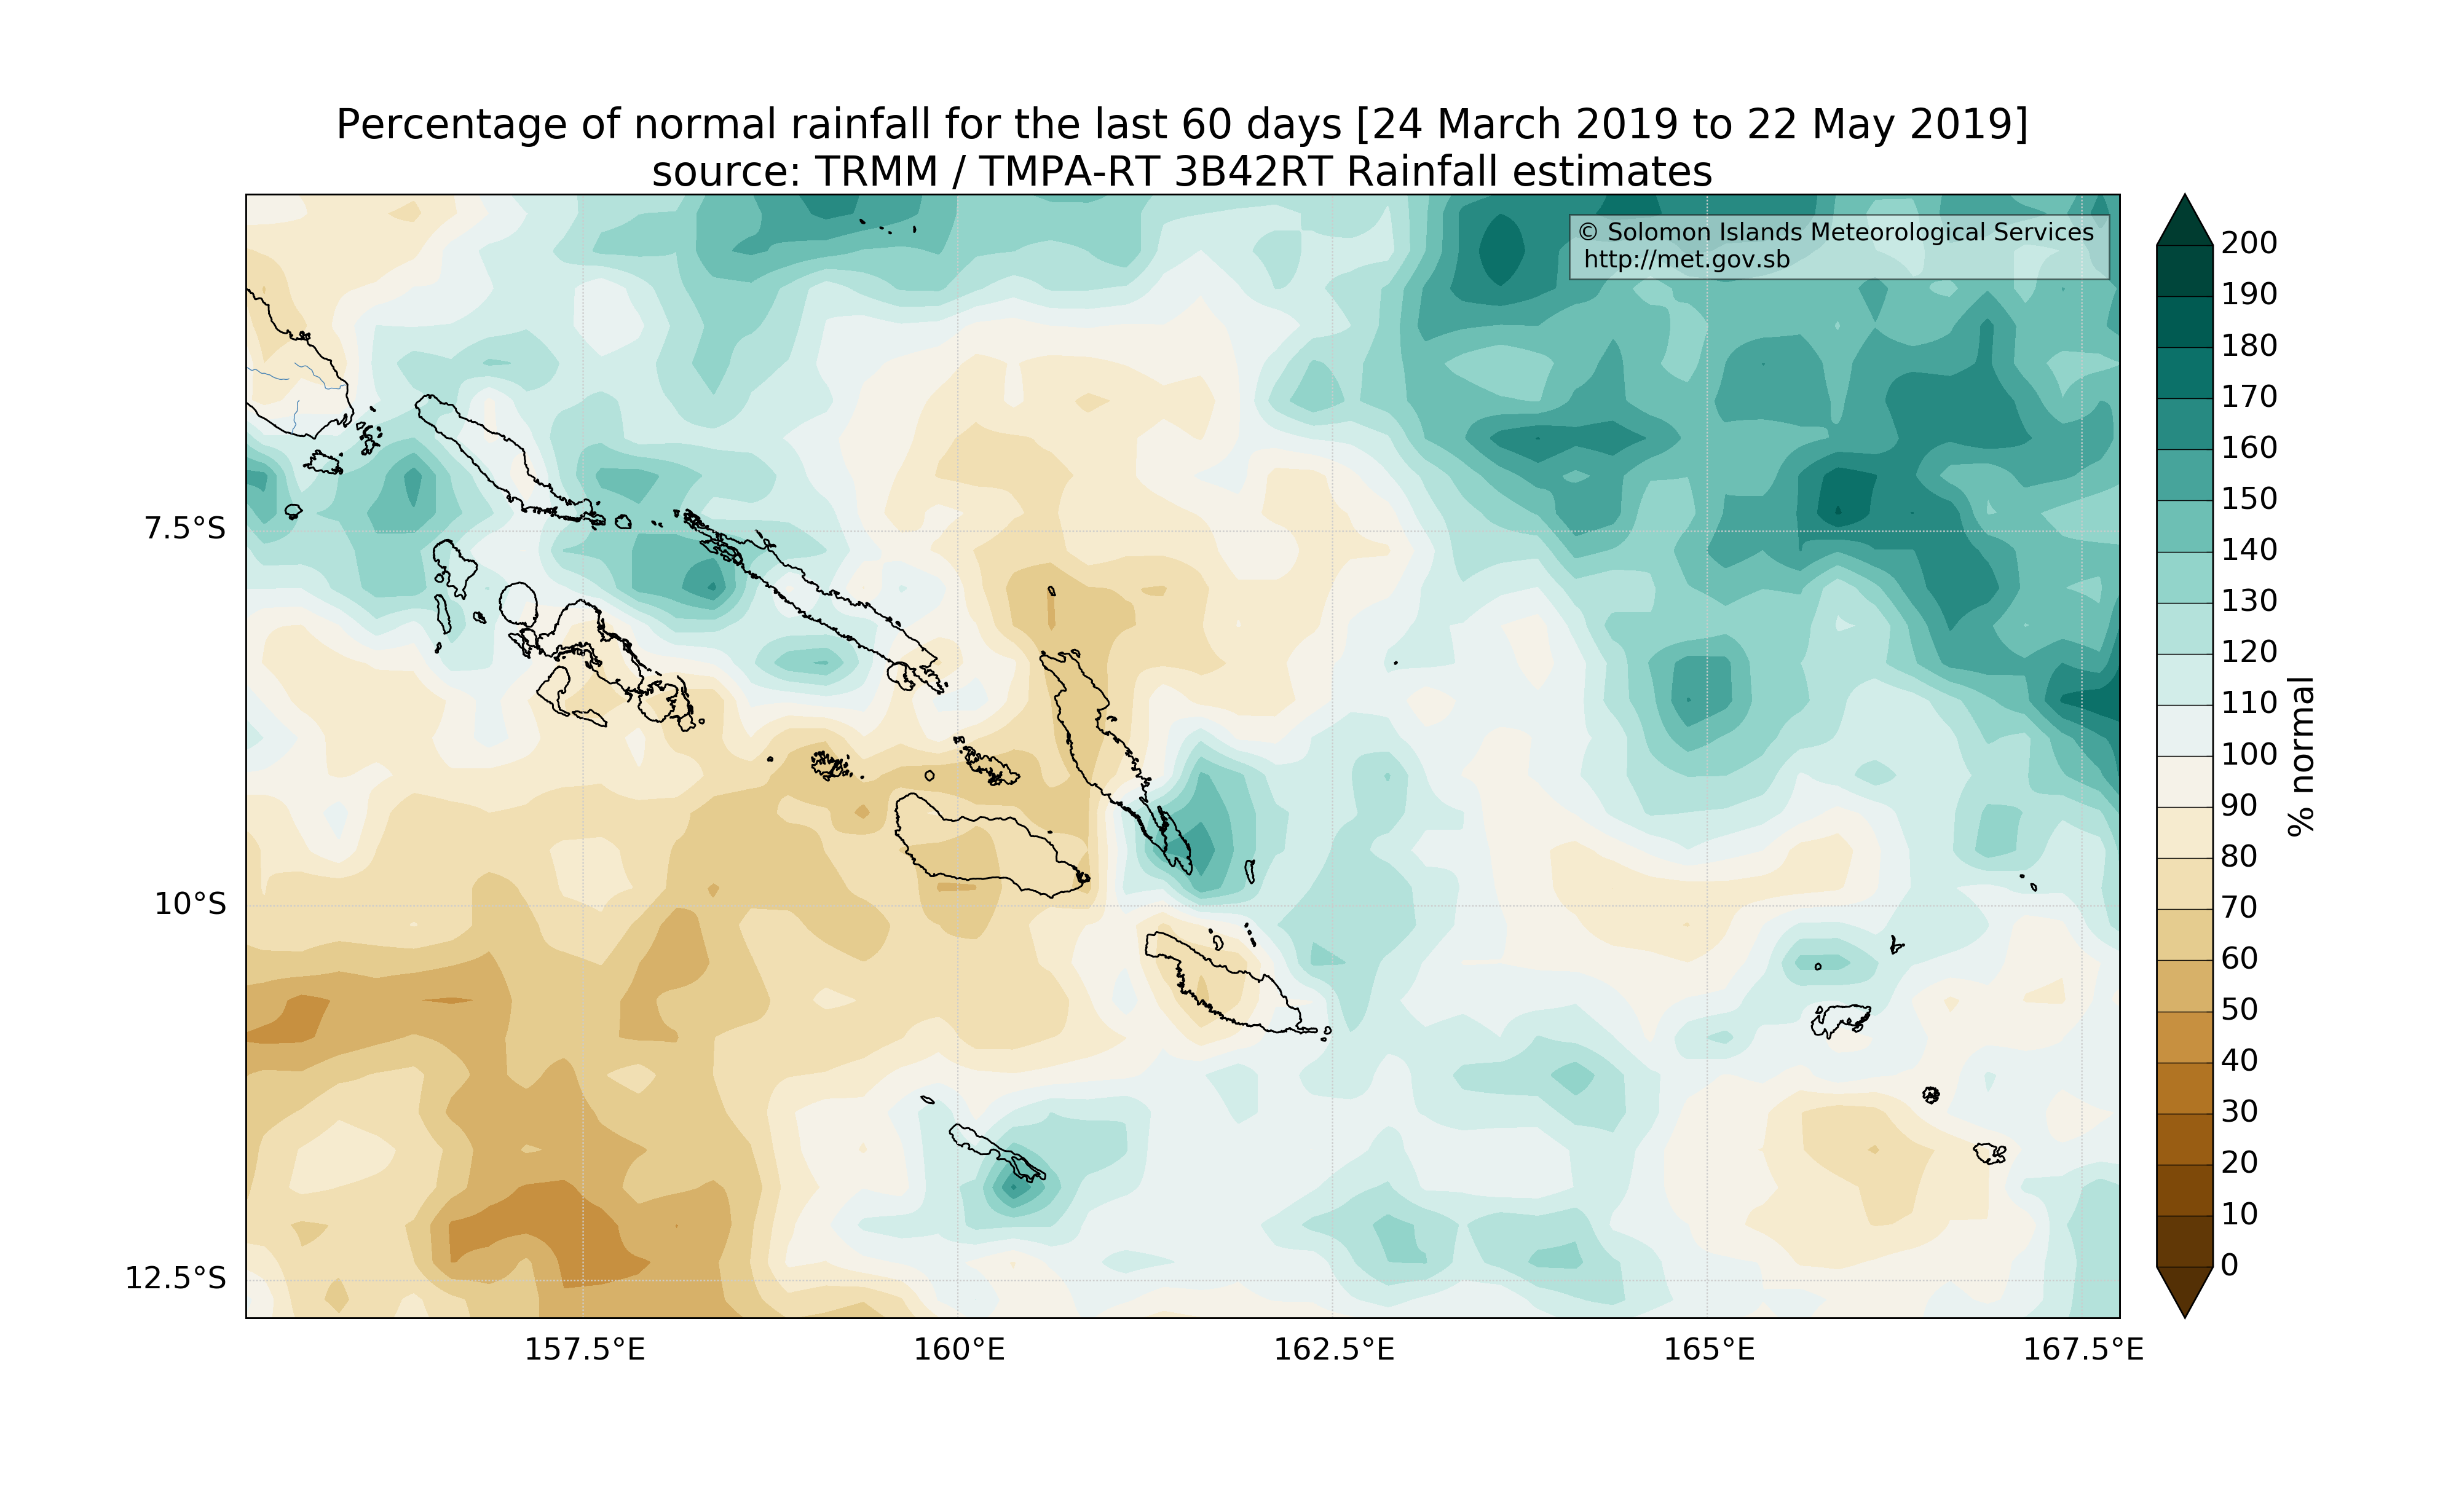 Percentage of normal rainfall for the last 60 days [24 March 2019 to 22 May 2019]
source: TRMM / TMPA-RT 3B42RT Rainfall estimates
© Solomon Islands Meteorological Services
http://met.gov.sb
7.5°S
10°S
12.5°S
157.5°E
160°E
162.5°E
165°E
167.5°E
200
190
180
170
160
150
140
130
120
110
100
90
80
70
60
50
40
30
20
10
0
% normal